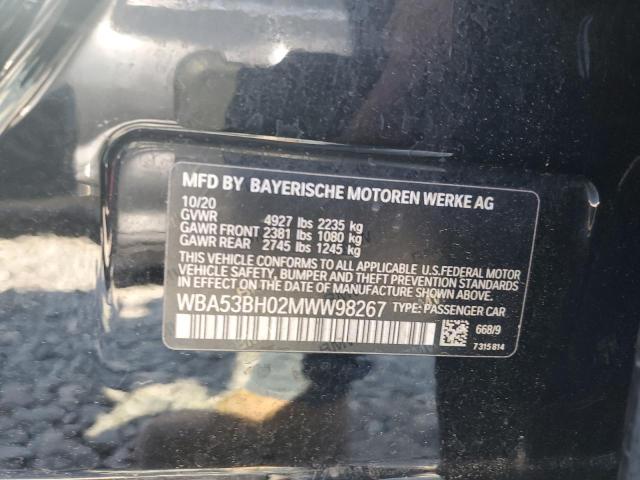 MFD BY BAYERISCHE MOTOREN WERKE AG
10/20
GVWR 4927 lbs 2235 kg
GAWR FRONT 2381 lbs 1080 kg
GAWR REAR 2745 lbs 1245 kg
THIS VEHICLE CONFORMS TO ALL APPLICABLE U.S.FEDERAL MOTOR
VEHICLE SAFETY, BUMPER AND THEFT PREVENTION STANDARDS
IN EFFECT ON THE DATE OF MANUFACTURE SHOWN ABOVE.
WBA53BH02MWW98267 TYPE: PASSENGER CAR
668/9
7315814